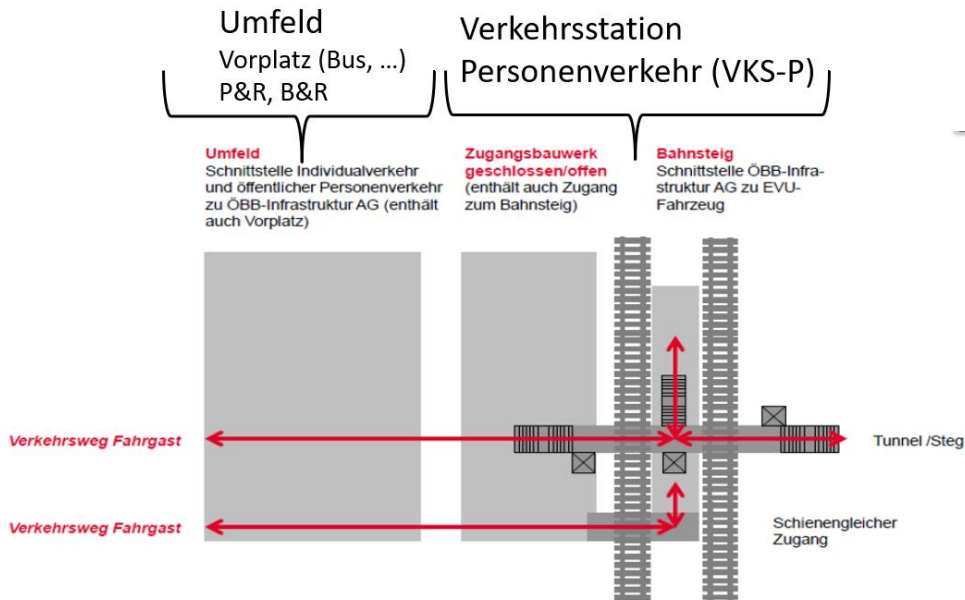 Umfeld
Vorplatz (Bus, ...)
P&R, B&R
Verkehrsstation
Personenverkehr (VKS-P)
Umfeld
Schnittstelle Individualverkehr
und öffentlicher Personenverkehr
zu ÖBB-Infrastruktur AG (enthält
auch Vorplatz)
Zugangsbauwerk
geschlossen/offen
(enthält auch Zugang
zum Bahnsteig)
Bahnsteig
Schnittstelle ÖBB-Infra-
struktur AG zu EVU-
Fahrzeug
Verkehrsweg Fahrgast
Tunnel /Steg
Verkehrsweg Fahrgast
Schienengleicher
Zugang